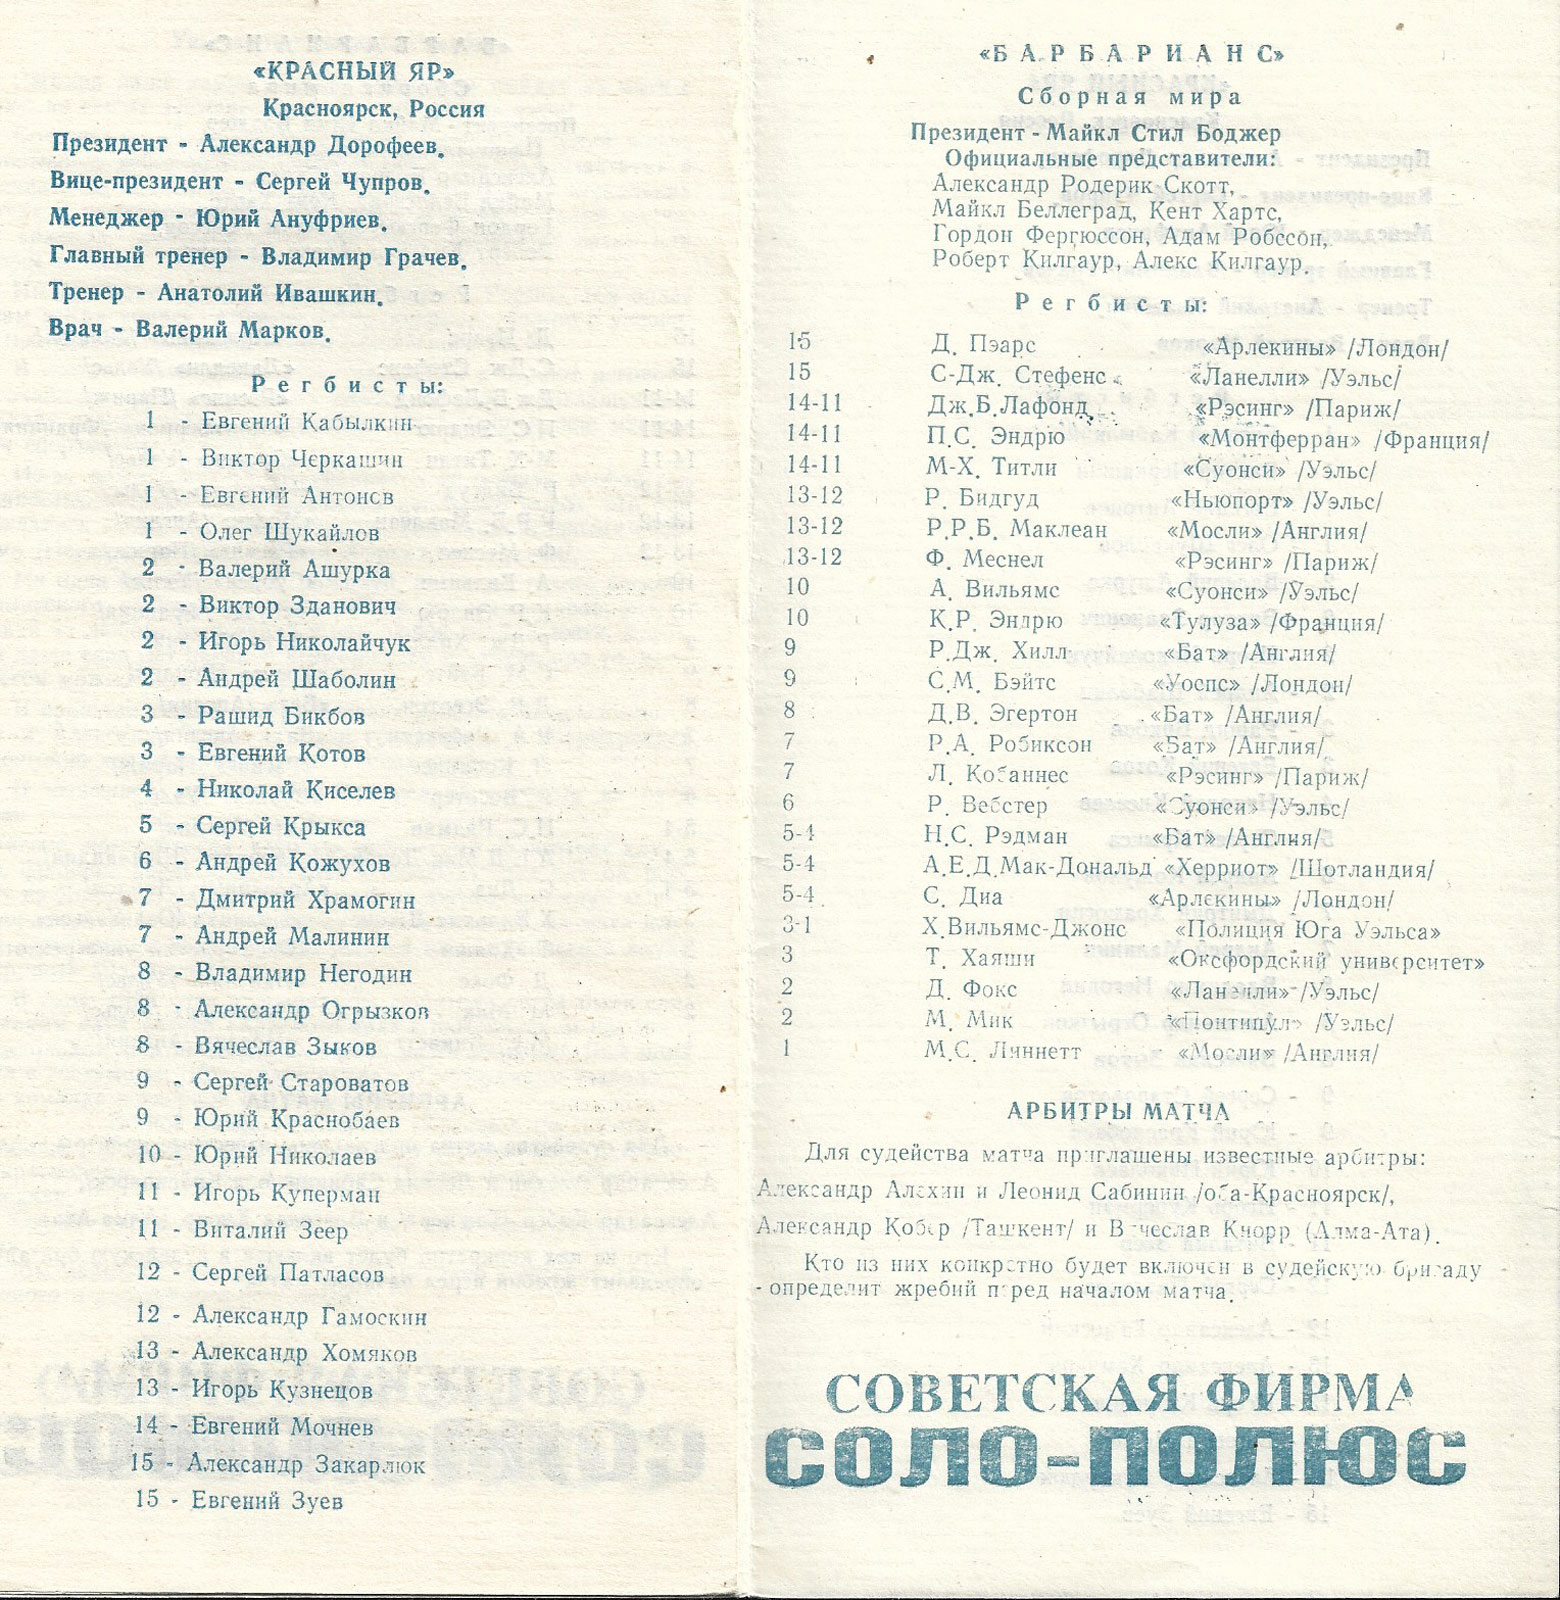 «КРАСНЫЙ ЯР»
Красноярск, Россия
Президент - Александр Дорофеев.
Вице-президент - Сергей Чупров.
Менеджер - Юрий Ануфриев.
Главный тренер - Владимир Грачев.
Тренер - Анатолий Ивашкин.
Врач - Валерий Марков.
Регбисты:
1 - Евгений Кабылкин
1 - Виктор Черкашин
1 - Евгений Антонов
1 - Олег Шукайлов
2 - Валерий Ашурка
2 - Виктор Зданович
2 - Игорь Николайчук
2 - Андрей Шаболин
3 - Рашид Бикбов
3 - Евгений Котов
4 - Николай Киселев
5 - Сергей Крыкса
6 - Андрей Кожухов
7 - Дмитрий Храмогин
7 - Андрей Малинин
8 - Владимир Негодин
8 - Александр Огрызков
8 - Вячеслав Зыков
9 - Сергей Староватов
9 - Юрий Краснобаев
10 - Юрий Николаев
11 - Игорь Куперман
11 - Виталий Зеер
12 - Сергей Патласов
12 - Александр Гамоскин
13 - Александр Хомяков
13 - Игорь Кузнецов
14 - Евгений Мочнев
15 - Александр Закарлюк
15 - Евгений Зуев
«БАРБАРИАНС»
Сборная мира
Президент - Майкл Стил Боджер
Официальные представители:
Александр Родерик Скотт,
Майкл Беллеград, Кент Хартс,
Гордон Фергюссон, Адам Робссон,
Роберт Килгаур, Алекс Килгаур.
Регбисты:
15 Д. Пэарс «Арлекины» /Лондон/
15 С-Дж. Стефенс «Ланелли» /Уэльс/
14-11 Дж.Б.Лафонд «Рэсинг» /Париж/
14-11 П.С. Эндрю «Монтферран» /Франция/
14-11 М-Х. Титли «Суонси» /Уэльс/
13-12 Р. Бидгуд «Ньюпорт» /Уэльс/
13-12 Р.Р.Б. Маклеан «Мосли» /Англия/
13-12 Ф. Меснел «Рэсинг» /Париж/
10 А. Вильямс «Суонси» /Уэльс/
10 К.Р. Эндрю «Тулуза» /Франция/
9 Р.Дж. Хилл «Бат» /Англия/
9 С.М. Бэйтс «Уоспс» /Лондон/
8 Д.В. Эгертон «Бат» /Англия/
7 Р.А. Робиксон «Бат» /Англия/
7 Л. Кобаннес «Рэсинг» /Париж/
6 Р. Вебстер «Суонси» /Уэльс/
5-4 Н.С. Рэдман «Бат» /Англия/
5-4 А.Е.Д.Мак-Дональд «Херриот» /Шотландия/
5-4 С. Диа «Арлекины» /Лондон/
3-1 Х.Вильямс-Джонс «Полиция Юга Уэльса»
3 Т. Хаяши «Оксфордский университет»
2 Д. Фокс «Ланелли» /Уэльс/
2 М. Мик «Понтипул» /Уэльс/
1 М.С. Линнетт «Мосли» /Англия/
АРБИТРЫ МАТЧА
Для судейства матча приглашены известные арбитры:
Александр Алехин и Леонид Сабинин /оба-Красноярск/,
Александр Кобер /Ташкент/ и Вячеслав Кнорр (Алма-Ата).
Кто из них конкретно будет включен в судейскую бригаду
- определит жребий перед началом матча.
СОВЕТСКАЯ ФИРМА
СОЛО-ПОЛЮС